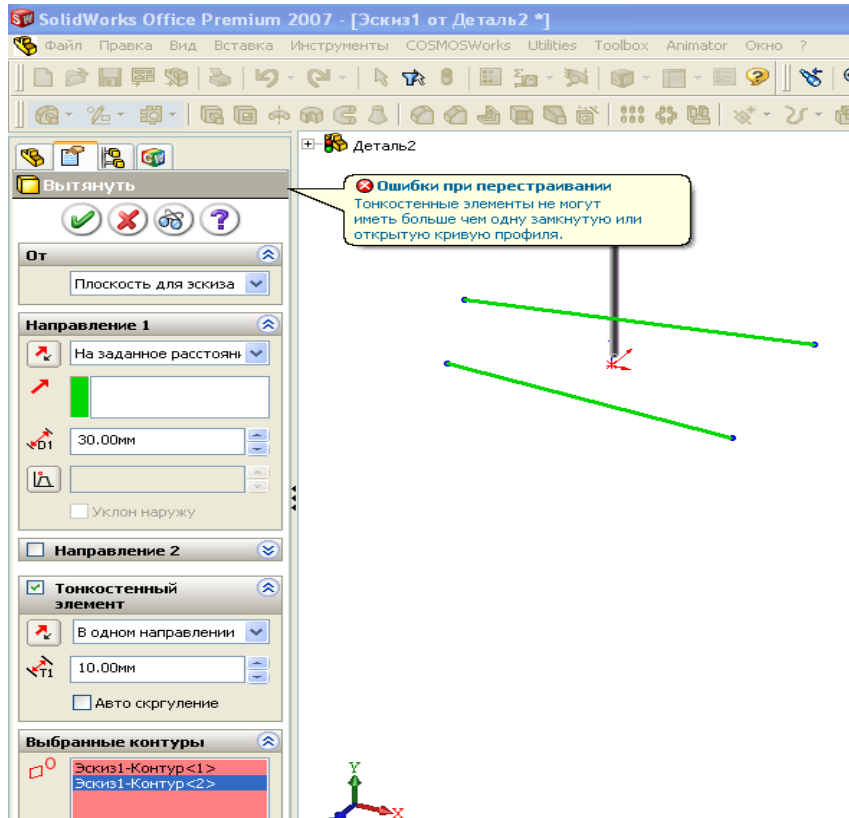 SolidWorks Office Premium 2007 - [Эскиз1 от Деталь2 *]
Файл Правка Вид Вставка Инструменты COSMOSWorks Utilities Toolbox Animator Окно ?
Деталь2
Вытянуть
Ошибки при перестраивании
Тонкостенные элементы не могут
иметь больше чем одну замкнутую или
открытую кривую профиля.
От
Плоскость для эскиза
Направление 1
На заданное расстояни
D1
30.00мм
Уклон наружу
Направление 2
Тонкостенный
элемент
В одном направлении
T1
10.00мм
Авто скргуление
Выбранные контуры
Эскиз1-Контур<1>
Эскиз1-Контур<2>
Y
X